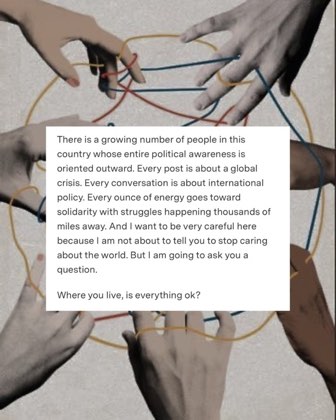 There is a growing number of people in this
country whose entire political awareness is
oriented outward. Every post is about a global
crisis. Every conversation is about international
policy. Every ounce of energy goes toward
solidarity with struggles happening thousands of
miles away. And I want to be very careful here
because I am not about to tell you to stop caring
about the world. But I am going to ask you a
question.
Where you live, is everything ok?